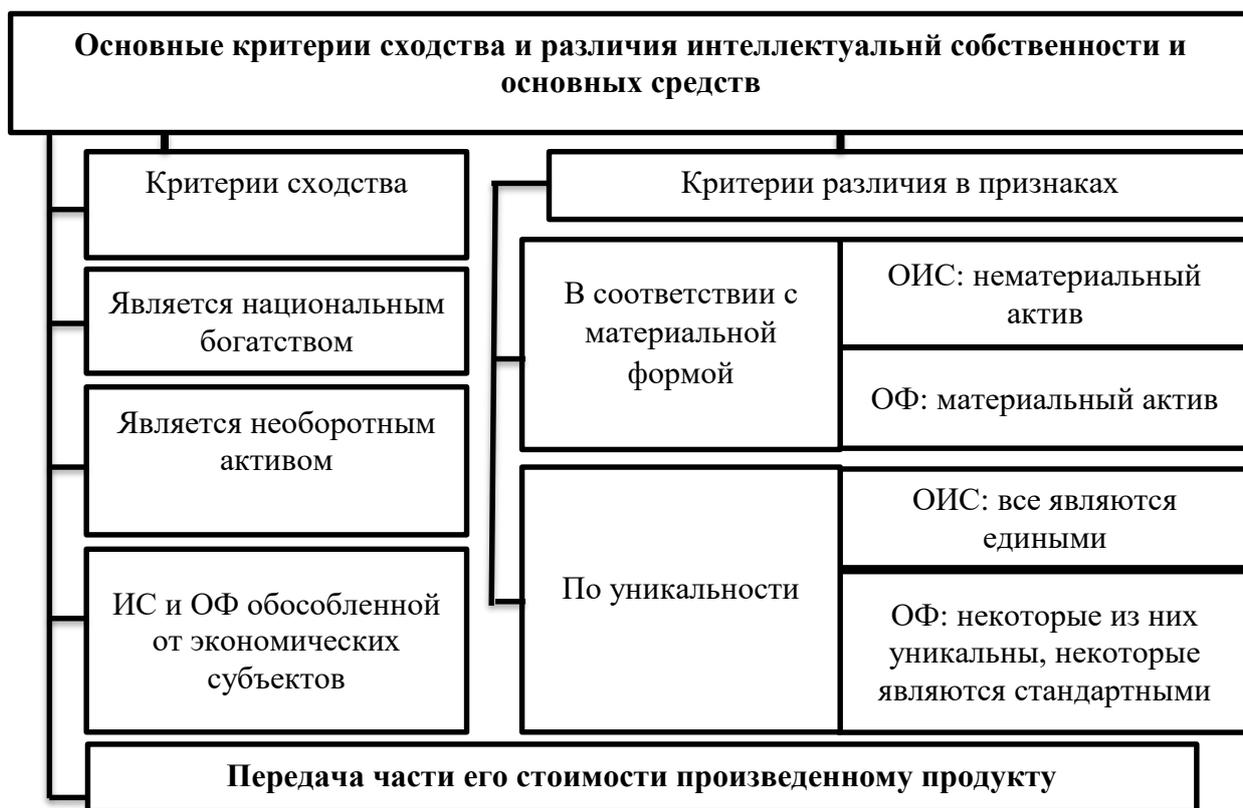 Основные критерии сходства и различия интеллектуальнй собственности и
основных средств
Критерии сходства
Является национальным
богатством
Является необоротным
активом
ИС и ОФ обособленной
от экономических
субъектов
Критерии различия в признаках
В соответствии с
материальной
формой
ОИС: нематериальный
актив
ОФ: материальный актив
По уникальности
ОИС: все являются
едиными
ОФ: некоторые из них
уникальны, некоторые
являются стандартными
Передача части его стоимости произведенному продукту